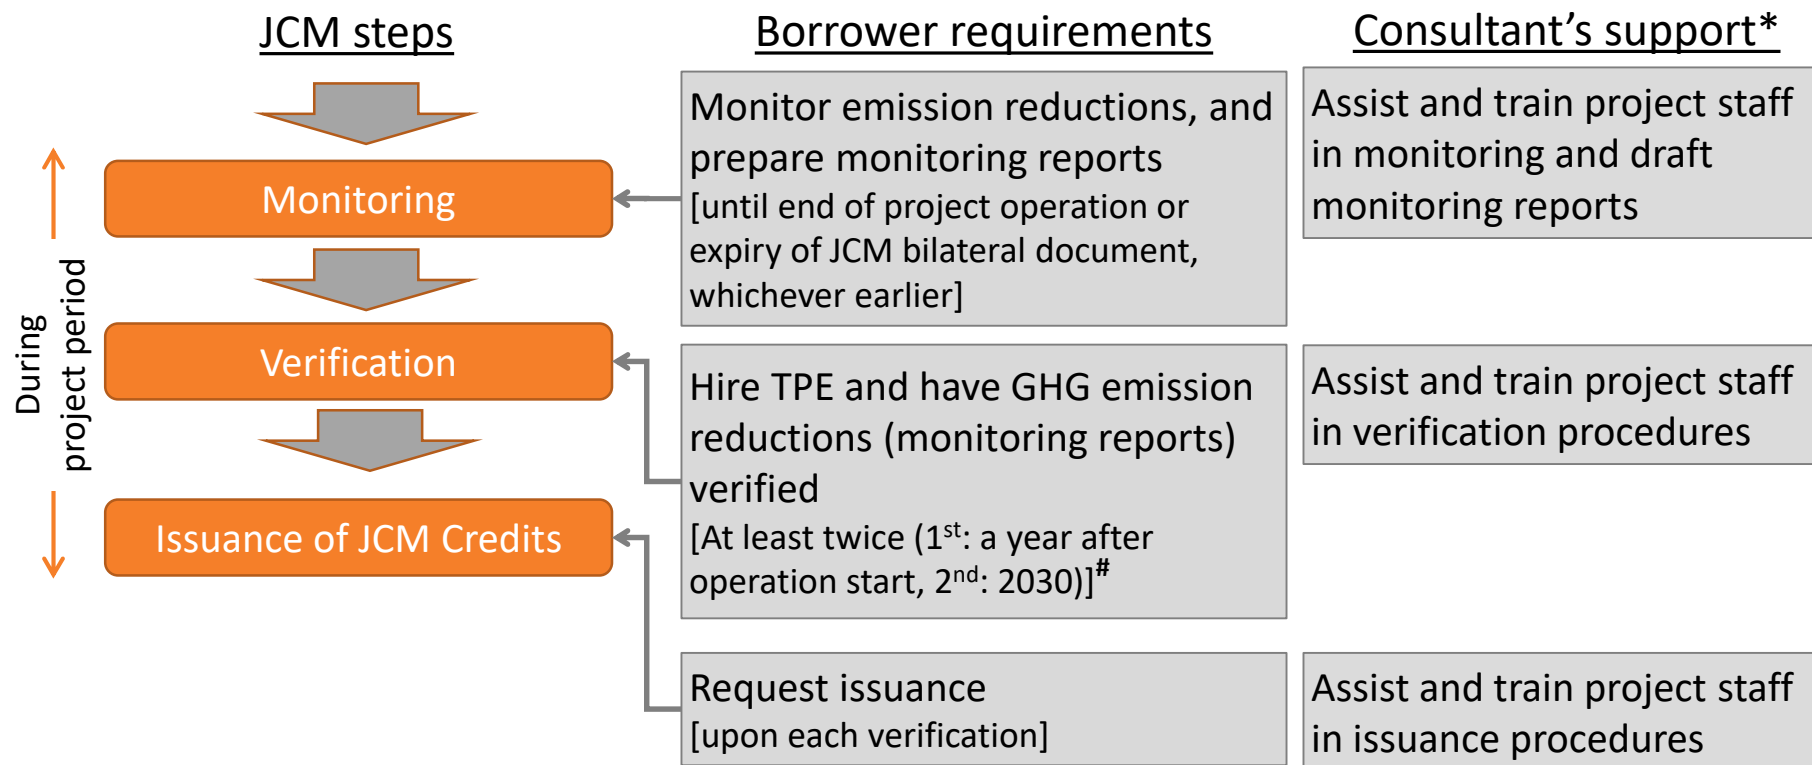 JCM steps
Borrower requirements
Consultant’s support*
During
project period
Monitoring
Verification
Issuance of JCM Credits
Monitor emission reductions, and
prepare monitoring reports
[until end of project operation or
expiry of JCM bilateral document,
whichever earlier]
Assist and train project staff
in monitoring and draft
monitoring reports
Hire TPE and have GHG emission
reductions (monitoring reports)
verified
[At least twice (1st: a year after
operation start, 2nd: 2030)]#
Assist and train project staff
in verification procedures
Request issuance
[upon each verification]
Assist and train project staff
in issuance procedures